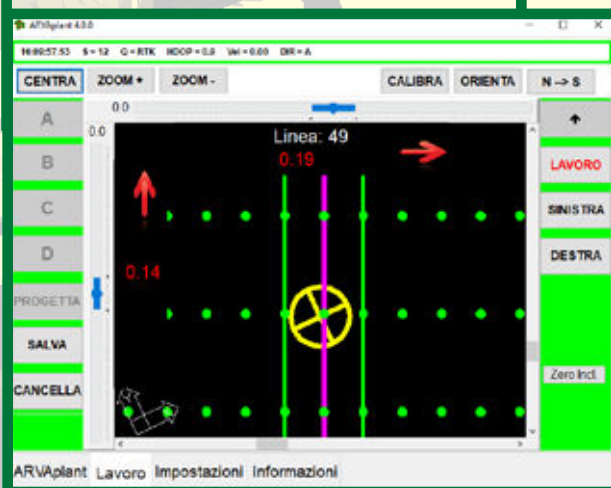 ARVAplant 4.0.0
16:09:57.53 S = 12 Q = RTK HDOP = 0.9 Vel = 0.00 DIR = A
CENTRA ZOOM + ZOOM - CALIBRA ORIENTA N --> S
0.0
0.0
A
B
C
D
PROGETTA
SALVA
CANCELLA
Linea: 49
0.19
0.14
LAVORO
SINISTRA
DESTRA
Zero Incl.
ARVAplant Lavoro Impostazioni Informazioni